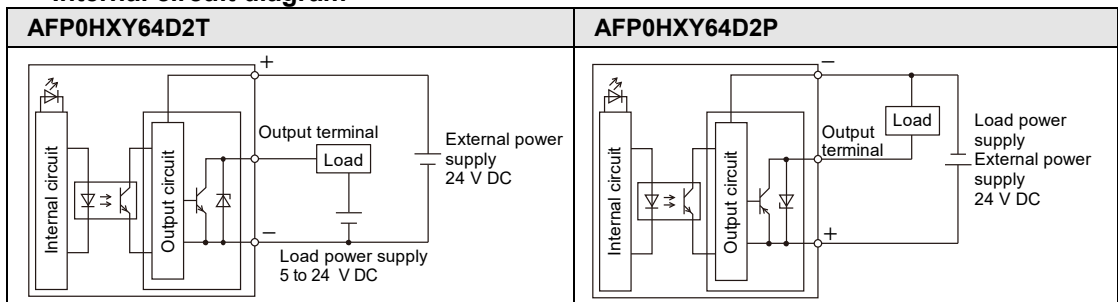 Internal circuit diagram
AFP0HXY64D2T
AFP0HXY64D2P
+
Internal circuit
Output circuit
Output terminal
Load
External power
supply
24 V DC
−
Load power supply
5 to 24 V DC
−
Internal circuit
Output circuit
Output
terminal
Load
Load power
supply
External power
supply
24 V DC
+